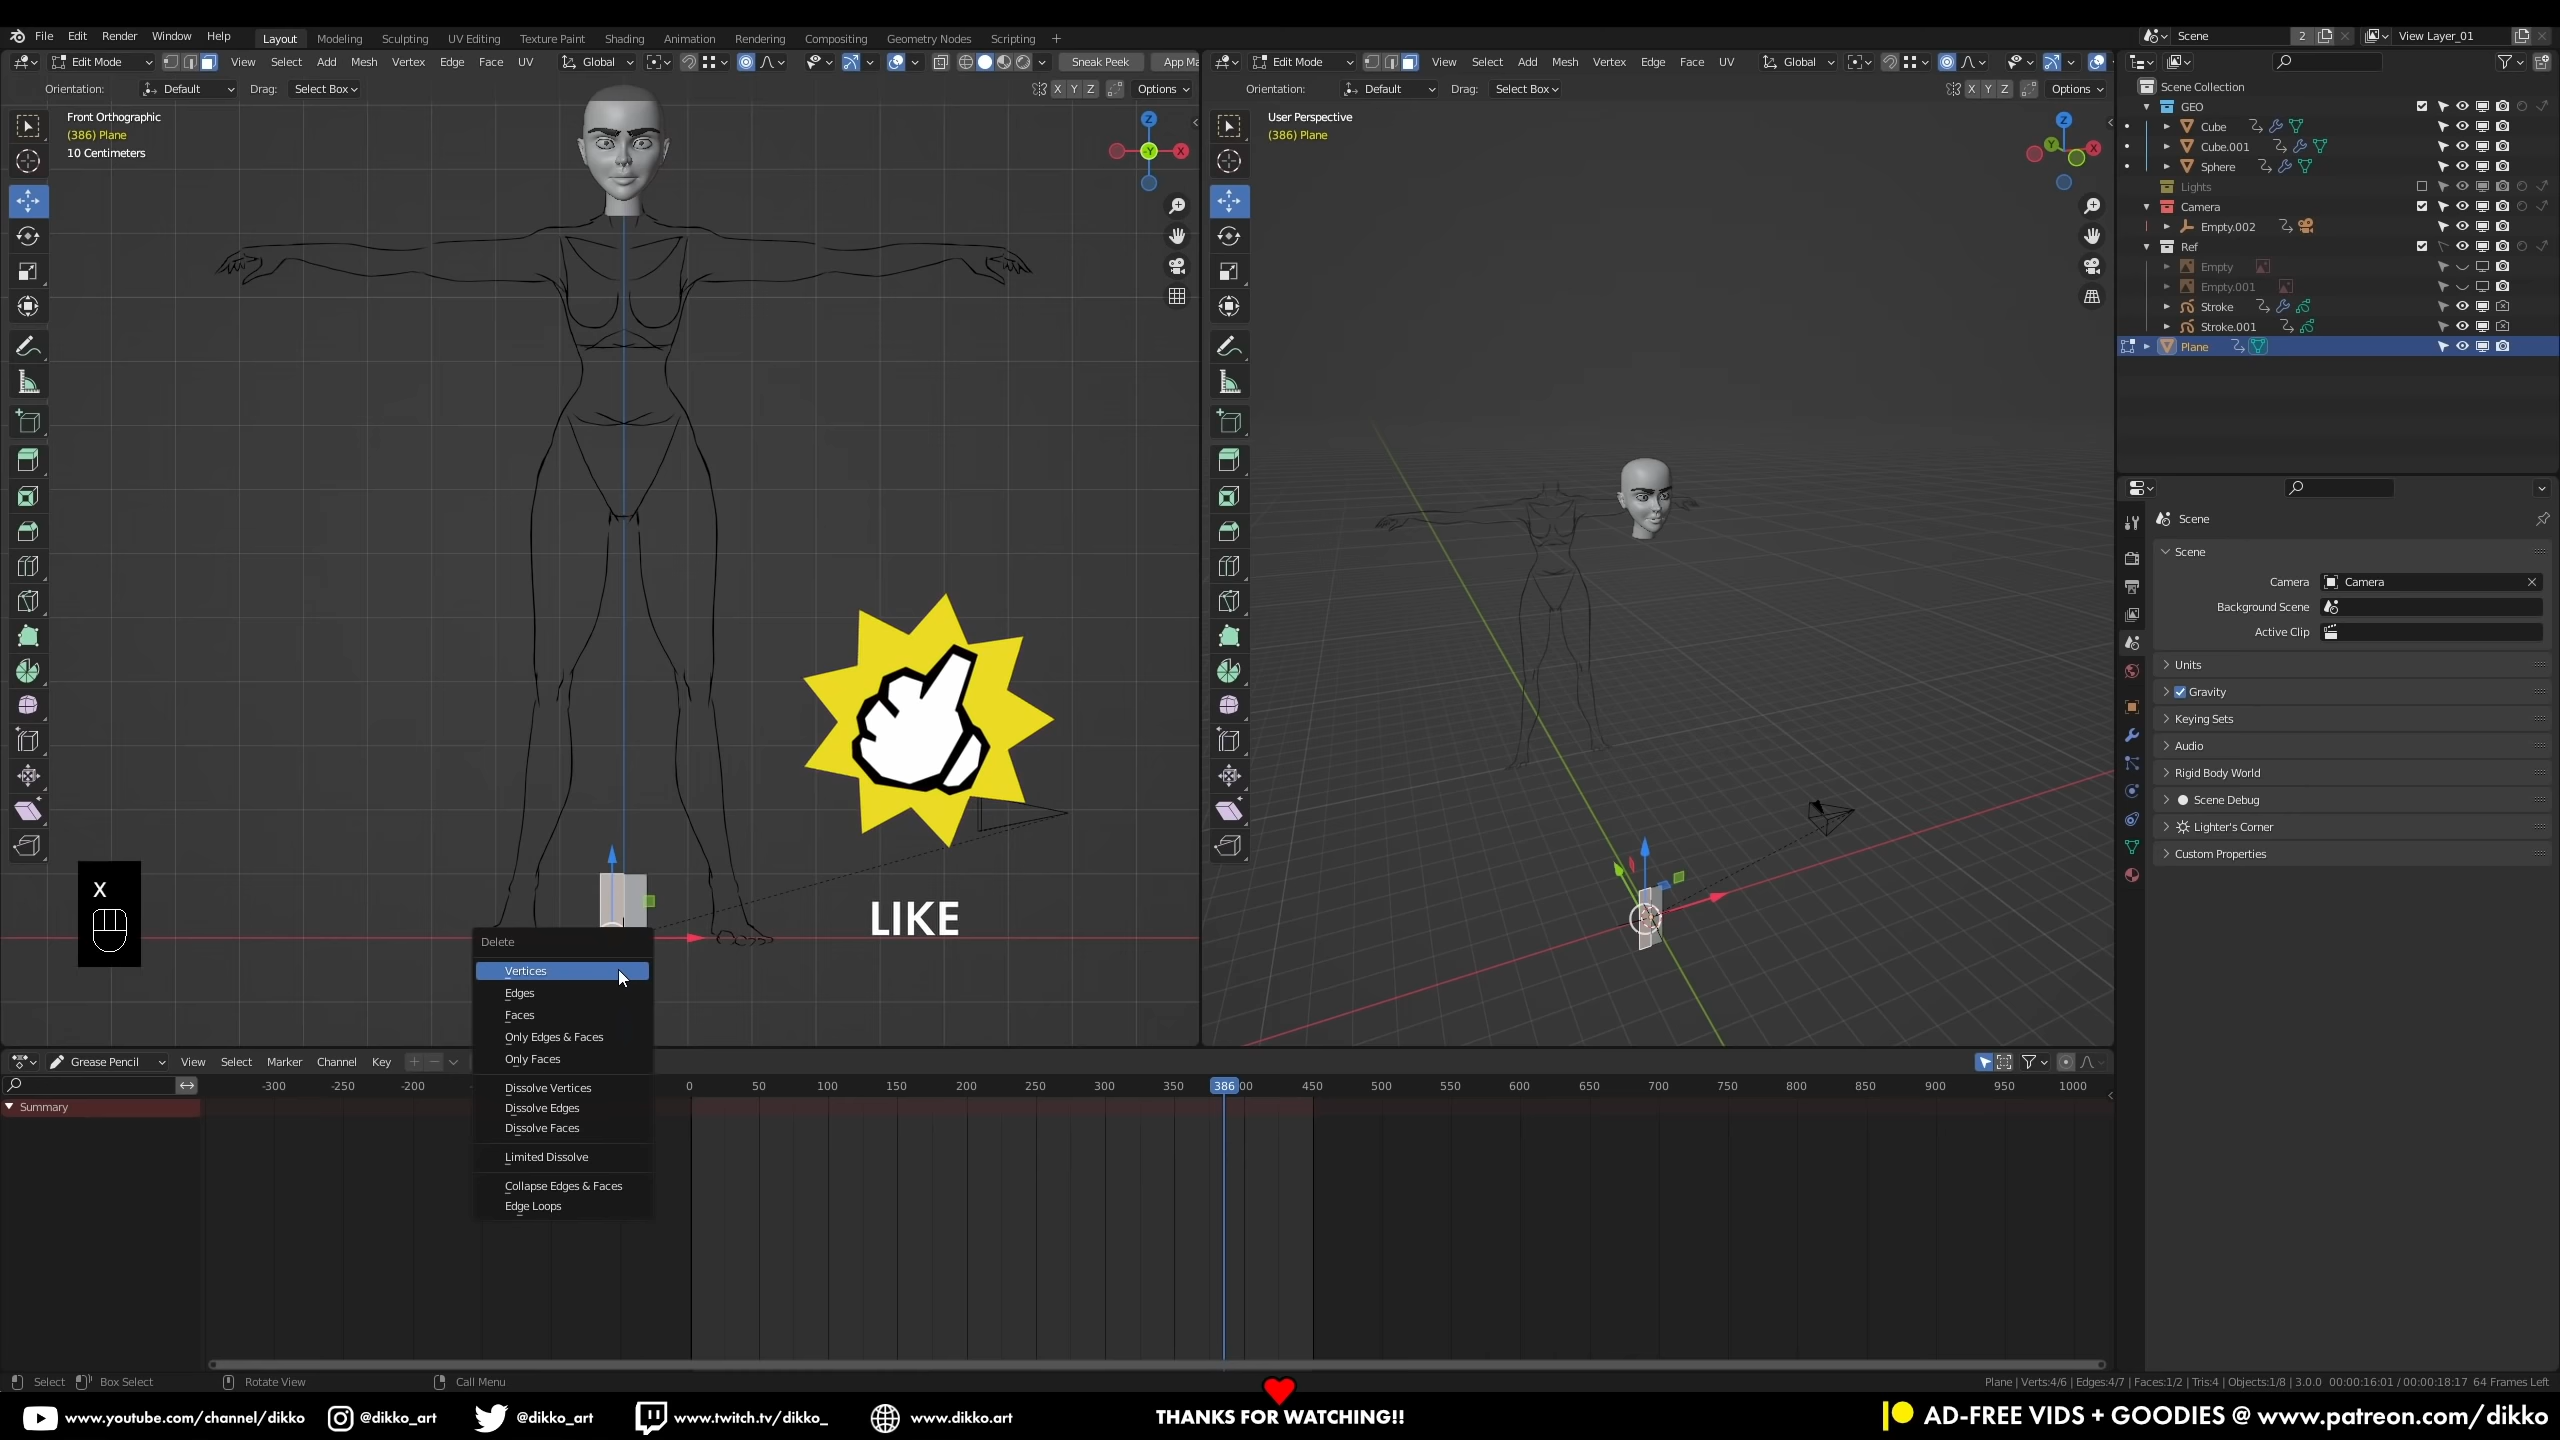 File Edit Render Window Help Layout Modeling Sculpting UV Editing Texture Paint Shading Animation Rendering Compositing Geometry Nodes Scripting + Scene 2 View Layer_01
Edit Mode View Select Add Mesh Vertex Edge Face UV Global Sneak Peek App Ma
Edit Mode View Select Add Mesh Vertex Edge Face UV Global
Orientation: Default Drag: Select Box X Y Z Options
Orientation: Default Drag: Select Box X Y Z Options
Front Orthographic
(386) Plane
10 Centimeters
Z
-Y
X
User Perspective
(386) Plane
Z
Y
X
Scene Collection
GEO
Cube
Cube.001
Sphere
Lights
Camera
Empty.002
Ref
Empty
Empty.001
Stroke
Stroke.001
Plane
Scene
Scene
Camera Camera
Background Scene
Active Clip
Units
Gravity
Keying Sets
Audio
Rigid Body World
Scene Debug
Lighter's Corner
Custom Properties
LIKE
X
Delete
Vertices
Edges
Faces
Only Edges & Faces
Only Faces
Dissolve Vertices
Dissolve Edges
Dissolve Faces
Limited Dissolve
Collapse Edges & Faces
Edge Loops
Grease Pencil View Select Marker Channel Key
-300 -250 -200 0 50 100 150 200 250 300 350 386 00 450 500 550 600 650 700 750 800 850 900 950 1000
Summary
Select Box Select Rotate View Call Menu
Plane | Verts:4/6 | Edges:4/7 | Faces:1/2 | Tris:4 | Objects:1/8 | 3.0.0 00:00:16:01 / 00:00:18:17 64 Frames Left
www.youtube.com/channel/dikko @dikko_art @dikko_art www.twitch.tv/dikko_ www.dikko.art THANKS FOR WATCHING!! AD-FREE VIDS + GOODIES @ www.patreon.com/dikko